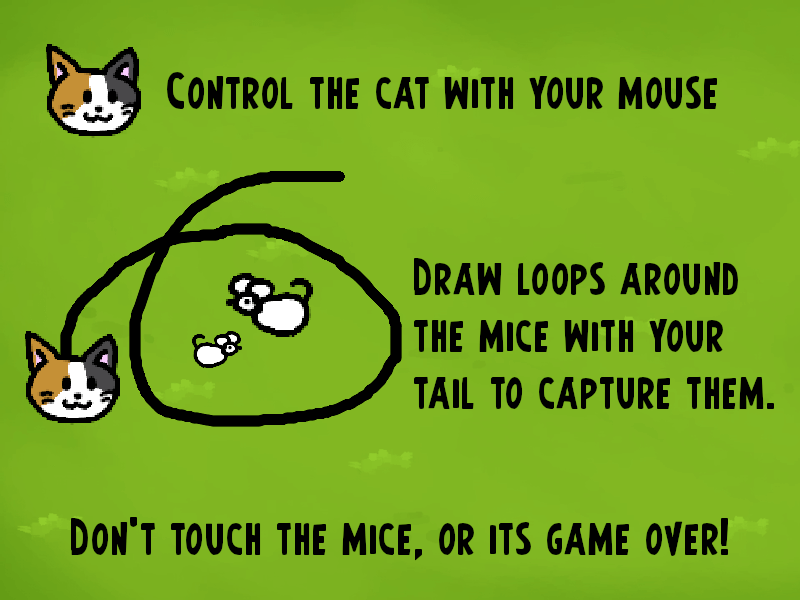 Control the cat with your mouse
Draw loops around
the mice with your
tail to capture them.
Don't touch the mice, or its game over!